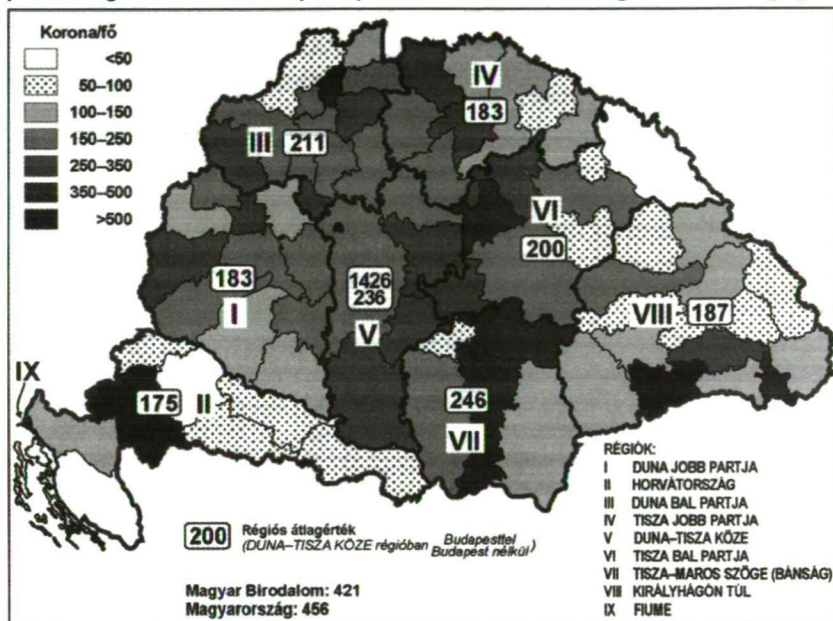 Korona/fő
<50
50–100
100–150
150–250
250–350
350–500
>500
IV
183
III
211
VI
200
183
I
1426
236
V
VIII
187
IX
175
II
246
VII
200
Régiós átlagérték
(DUNA–TISZA KÖZE régióban Budapesttel
Budapest nélkül)
Magyar Birodalom: 421
Magyarország: 456
RÉGIÓK:
I DUNA JOBB PARTJA
II HORVÁTORSZÁG
III DUNA BAL PARTJA
IV TISZA JOBB PARTJA
V DUNA–TISZA KÖZE
VI TISZA BAL PARTJA
VII TISZA–MAROS SZÖGE (BÁNSÁG)
VIII KIRÁLYHÁGÓN TÚL
IX FIUME